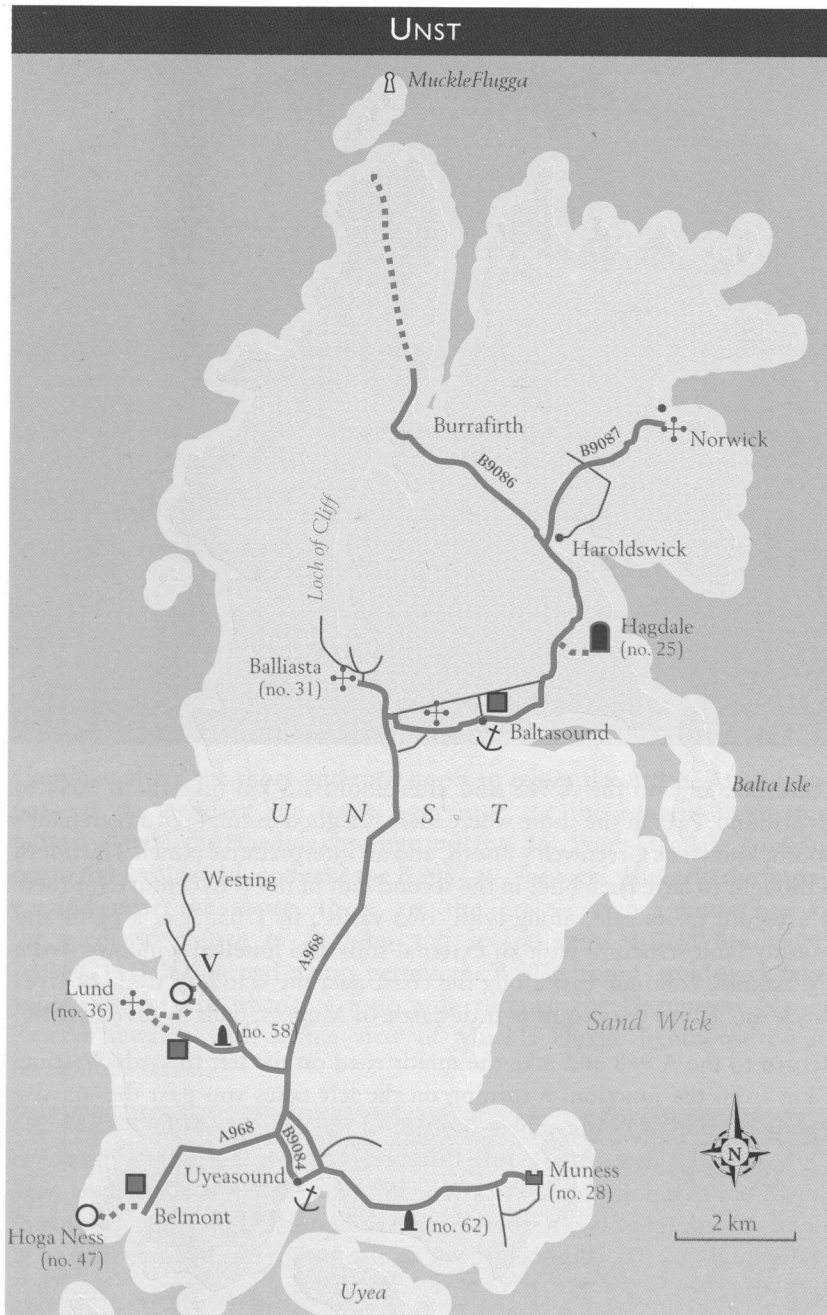 UNST
MuckleFlugga
Burrafirth
B9087
Norwick
B9086
Loch of Cliff
Haroldswick
Hagdale
(no. 25)
Balliasta
(no. 31)
Baltasound
Balta Isle
U N S T
Westing
A968
V
Lund
(no. 36)
(no. 58)
Sand Wick
A968
B9084
N
Uyeasound
Muness
(no. 28)
Belmont
(no. 62)
2 km
Hoga Ness
(no. 47)
Uyea